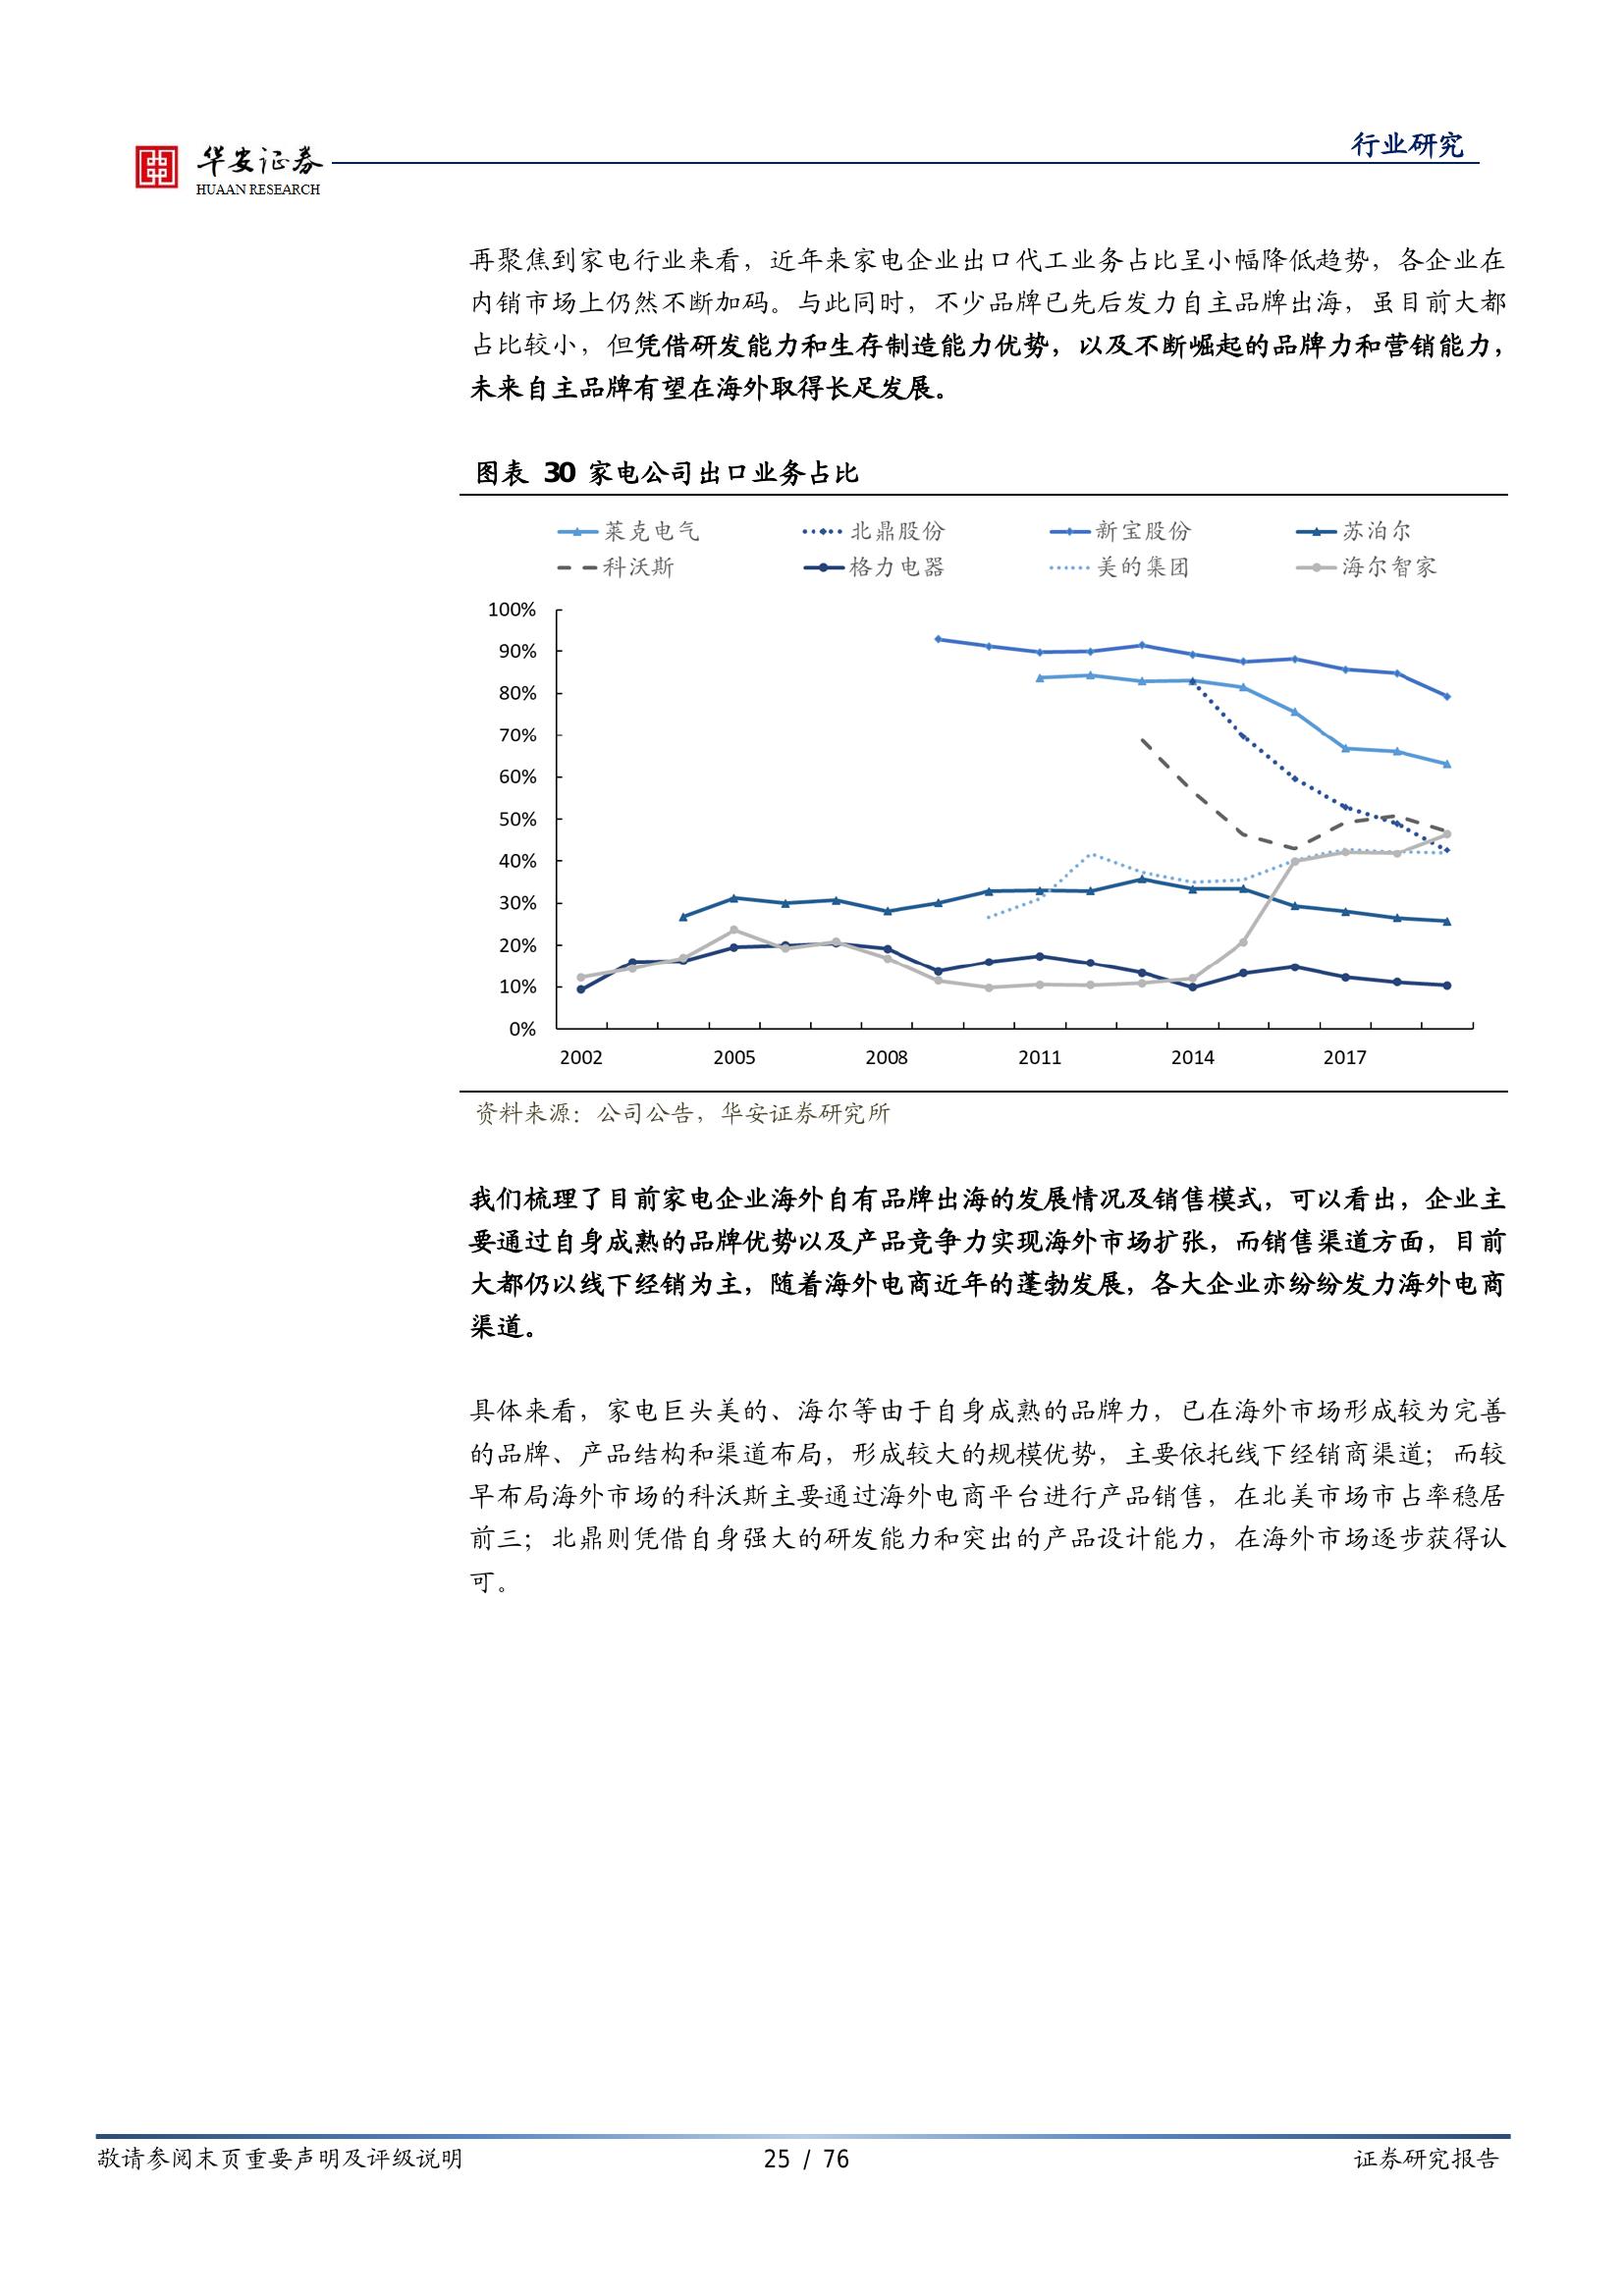 华安证券
HUAAN RESEARCH
行业研究
再聚焦到家电行业来看，近年来家电企业出口代工业务占比呈小幅降低趋势，各企业在
内销市场上仍然不断加码。与此同时，不少品牌已先后发力自主品牌出海，虽目前大都
占比较小，但凭借研发能力和生存制造能力优势，以及不断崛起的品牌力和营销能力，
未来自主品牌有望在海外取得长足发展。
图表 30 家电公司出口业务占比
莱克电气 北鼎股份 新宝股份 苏泊尔
科沃斯 格力电器 美的集团 海尔智家
100%
90%
80%
70%
60%
50%
40%
30%
20%
10%
0%
2002 2005 2008 2011 2014 2017
资料来源：公司公告，华安证券研究所
我们梳理了目前家电企业海外自有品牌出海的发展情况及销售模式，可以看出，企业主
要通过自身成熟的品牌优势以及产品竞争力实现海外市场扩张，而销售渠道方面，目前
大都仍以线下经销为主，随着海外电商近年的蓬勃发展，各大企业亦纷纷发力海外电商
渠道。
具体来看，家电巨头美的、海尔等由于自身成熟的品牌力，已在海外市场形成较为完善
的品牌、产品结构和渠道布局，形成较大的规模优势，主要依托线下经销商渠道；而较
早布局海外市场的科沃斯主要通过海外电商平台进行产品销售，在北美市场市占率稳居
前三；北鼎则凭借自身强大的研发能力和突出的产品设计能力，在海外市场逐步获得认
可。
敬请参阅末页重要声明及评级说明 25 / 76 证券研究报告